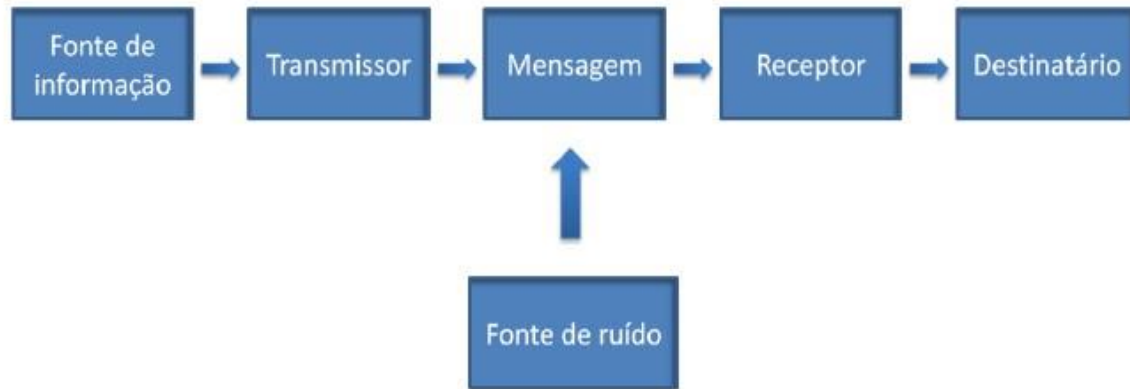 Fonte de
informação
Transmissor
Mensagem
Receptor
Destinatário
Fonte de ruído